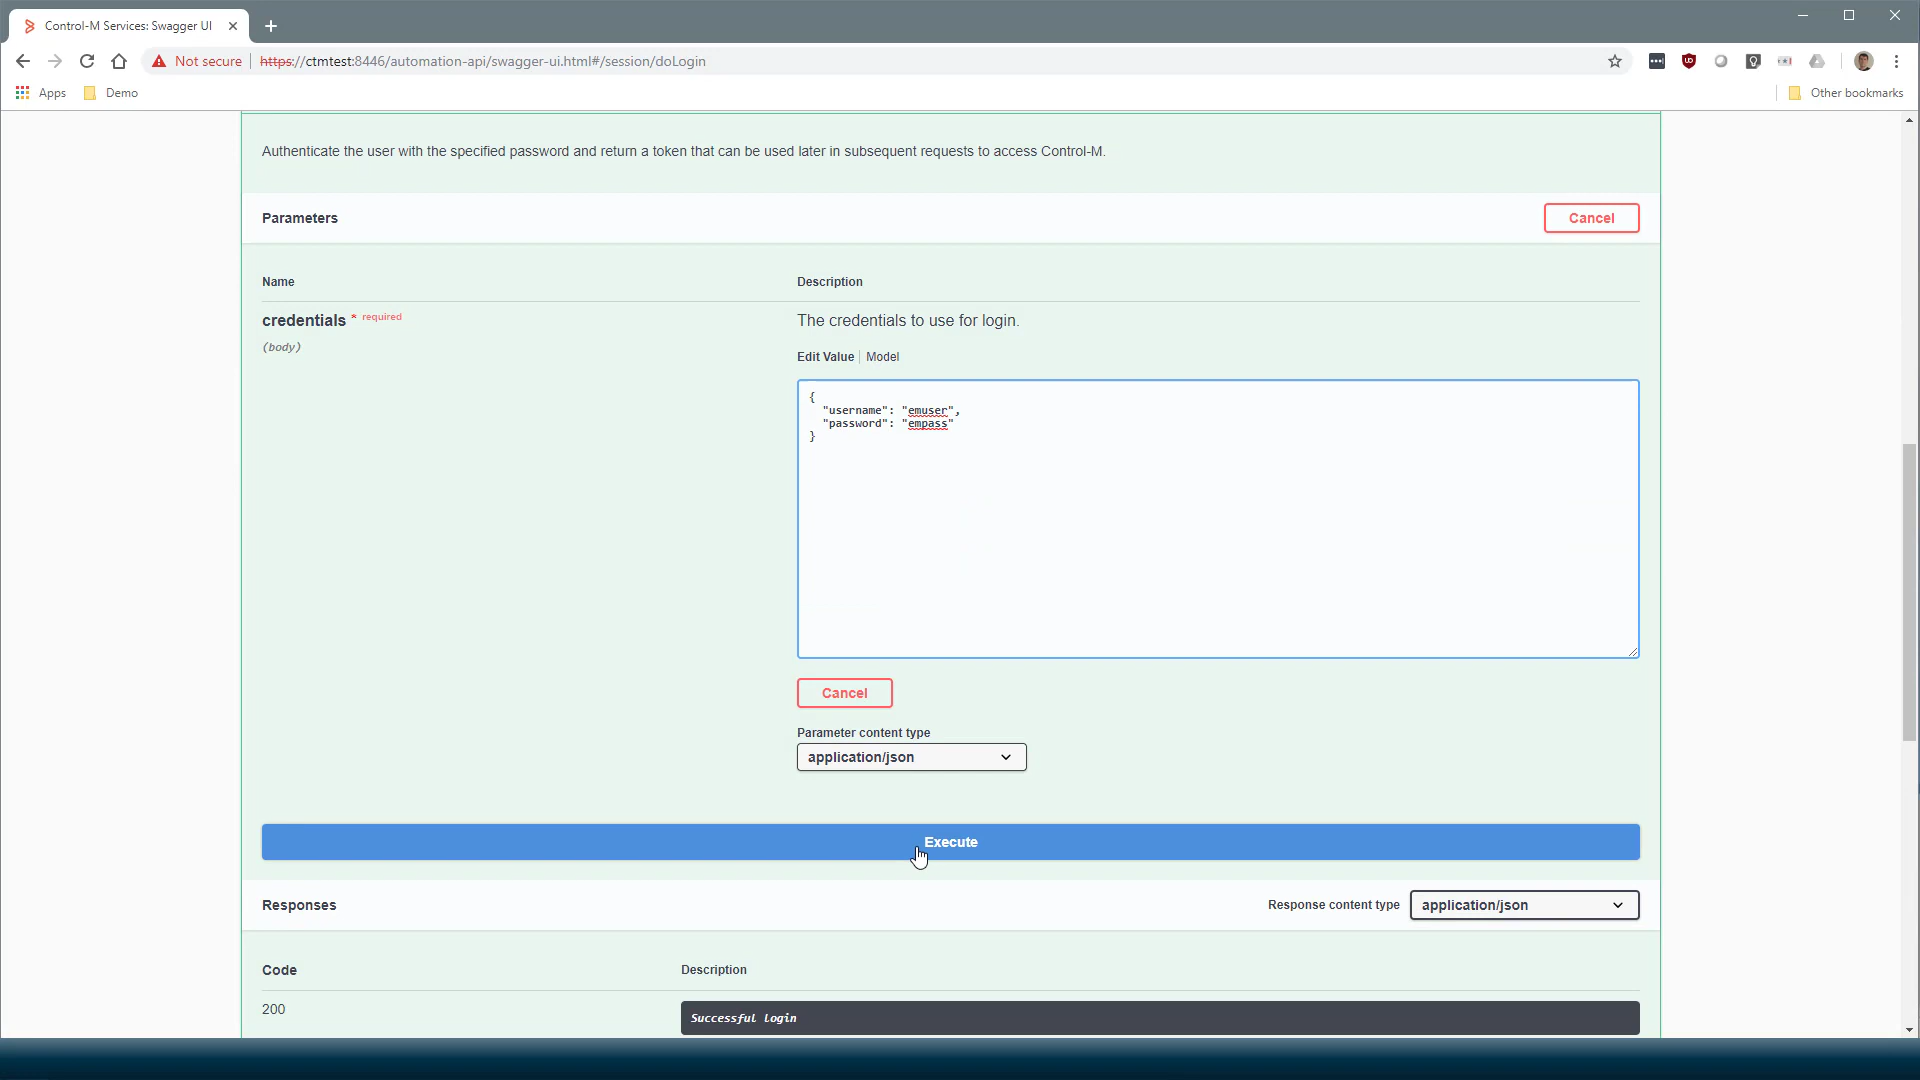 Control-M Services: Swagger UI
Not secure
https://ctmtest:8446/automation-api/swagger-ui.html#/session/doLogin
Apps
Demo
Other bookmarks
Authenticate the user with the specified password and return a token that can be used later in subsequent requests to access Control-M.
Parameters
Cancel
Name
Description
credentials * required
(body)
The credentials to use for login.
Edit Value
Model
{
"username": "emuser",
"password": "empass"
}
Cancel
Parameter content type
application/json
Execute
Responses
Response content type
application/json
Code
Description
200
Successful login